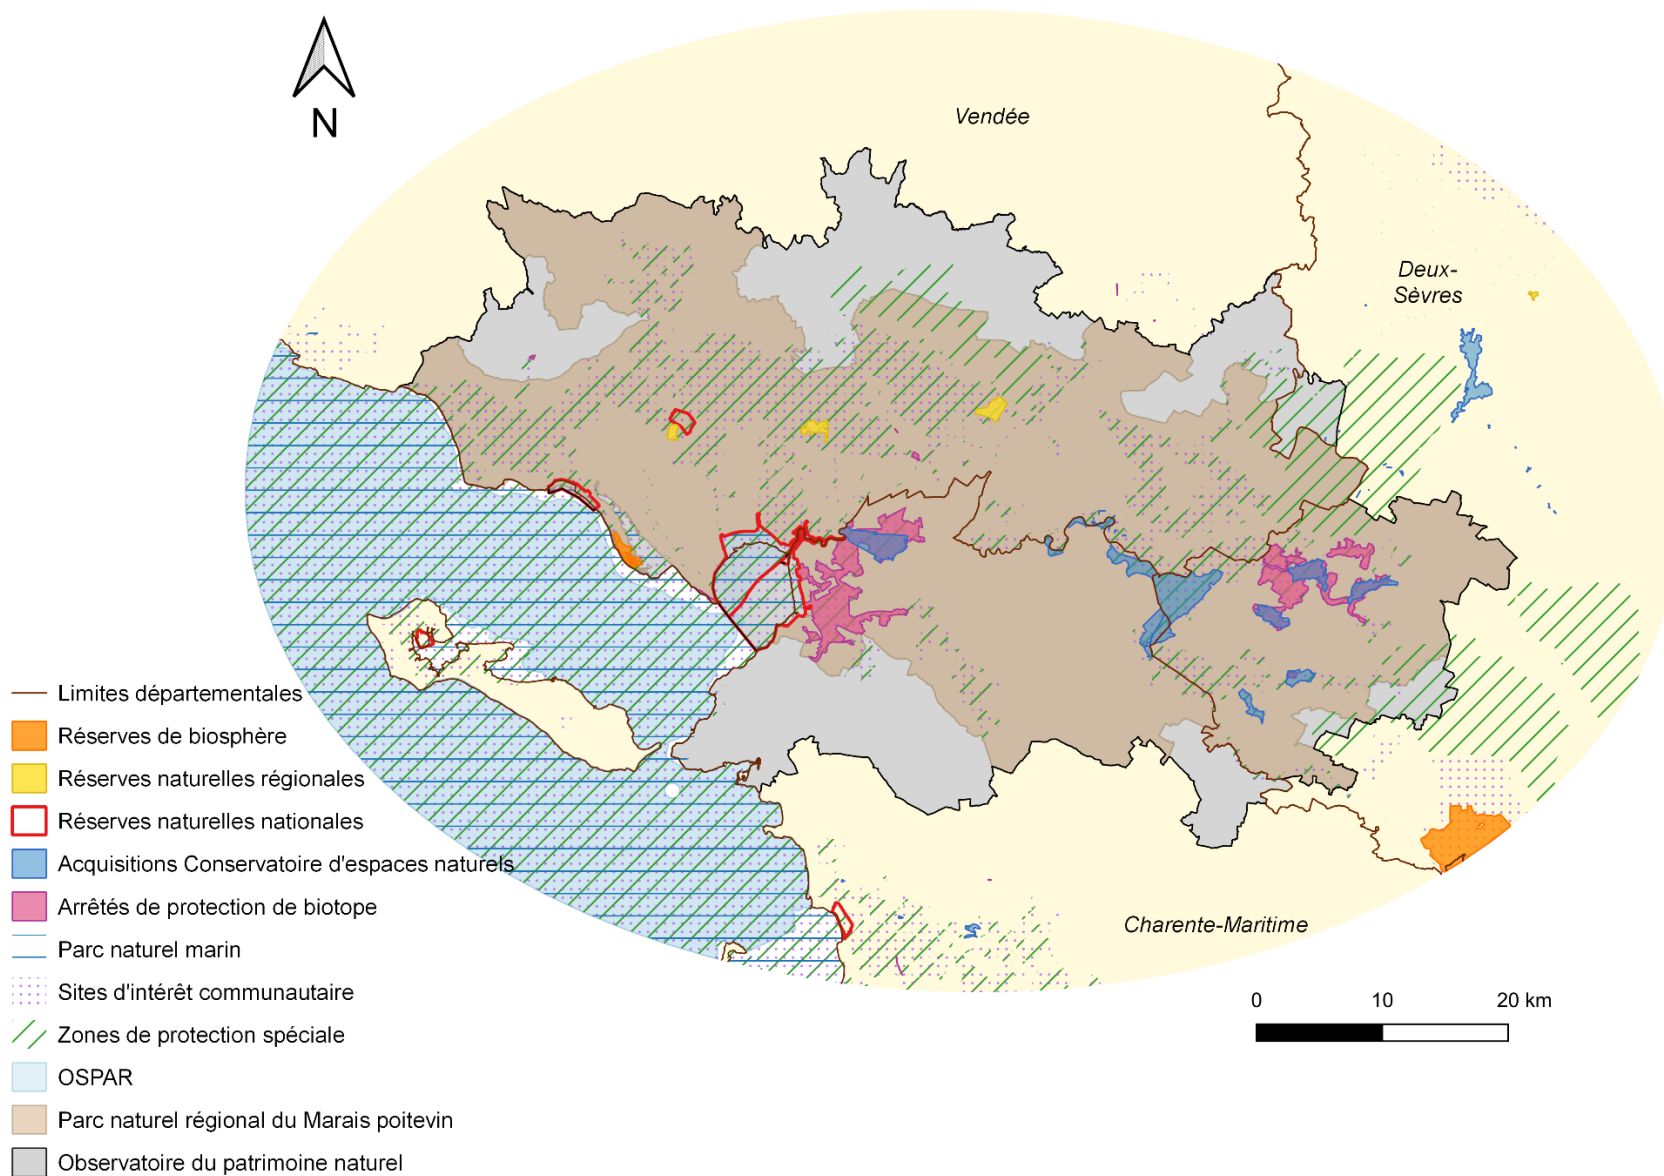 N
Vendée
Deux-
Sèvres
Limites départementales
Réserves de biosphère
Réserves naturelles régionales
Réserves naturelles nationales
Acquisitions Conservatoire d'espaces naturels
Arrêtés de protection de biotope
Charente-Maritime
Parc naturel marin
Sites d'intérêt communautaire
0 10 20 km
Zones de protection spéciale
OSPAR
Parc naturel régional du Marais poitevin
Observatoire du patrimoine naturel